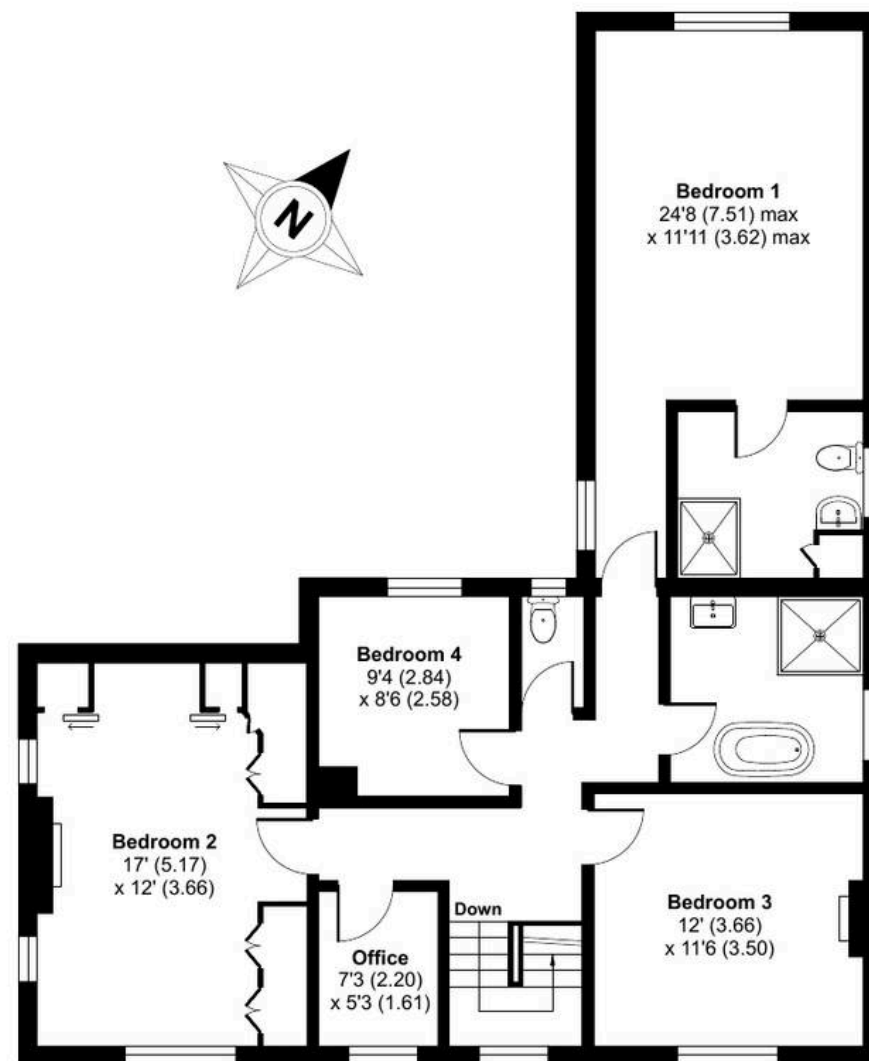 Bedroom 1
24'8 (7.51) max
x 11'11 (3.62) max
N
Bedroom 4
9'4 (2.84)
x 8'6 (2.58)
Bedroom 2
17' (5.17)
x 12' (3.66)
Bedroom 3
12' (3.66)
x 11'6 (3.50)
Down
Office
7'3 (2.20)
x 5'3 (1.61)